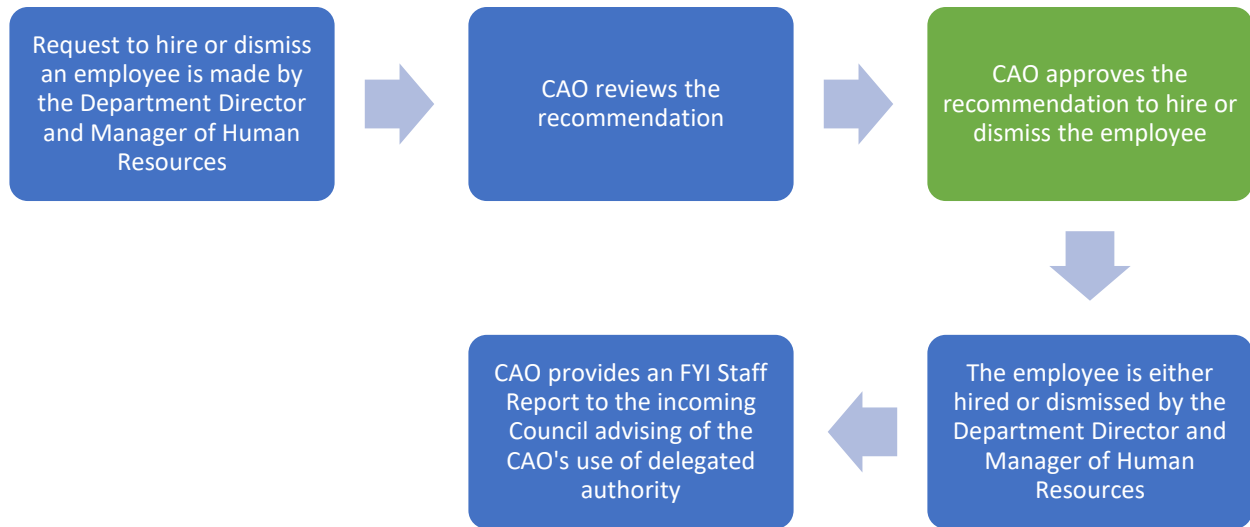 Request to hire or dismiss
an employee is made by
the Department Director
and Manager of Human
Resources
CAO reviews the
recommendation
CAO approves the
recommendation to hire or
dismiss the employee
The employee is either
hired or dismissed by the
Department Director and
Manager of Human
Resources
CAO provides an FYI Staff
Report to the incoming
Council advising of the
CAO's use of delegated
authority